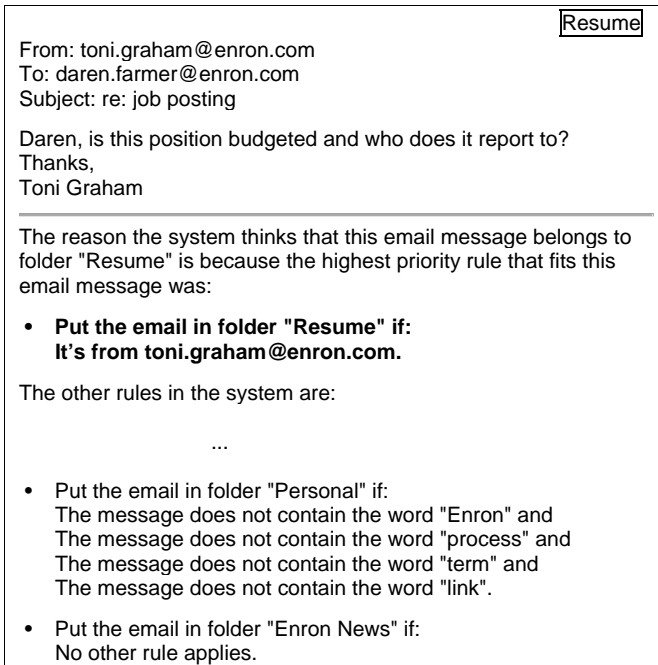 Resume
From: toni.graham@enron.com
To: daren.farmer@enron.com
Subject: re: job posting
Daren, is this position budgeted and who does it report to?
Thanks,
Toni Graham
The reason the system thinks that this email message belongs to
folder "Resume" is because the highest priority rule that fits this
email message was:
• Put the email in folder "Resume" if:
It's from toni.graham@enron.com.
The other rules in the system are:
...
• Put the email in folder "Personal" if:
The message does not contain the word "Enron" and
The message does not contain the word "process" and
The message does not contain the word "term" and
The message does not contain the word "link".
• Put the email in folder "Enron News" if:
No other rule applies.